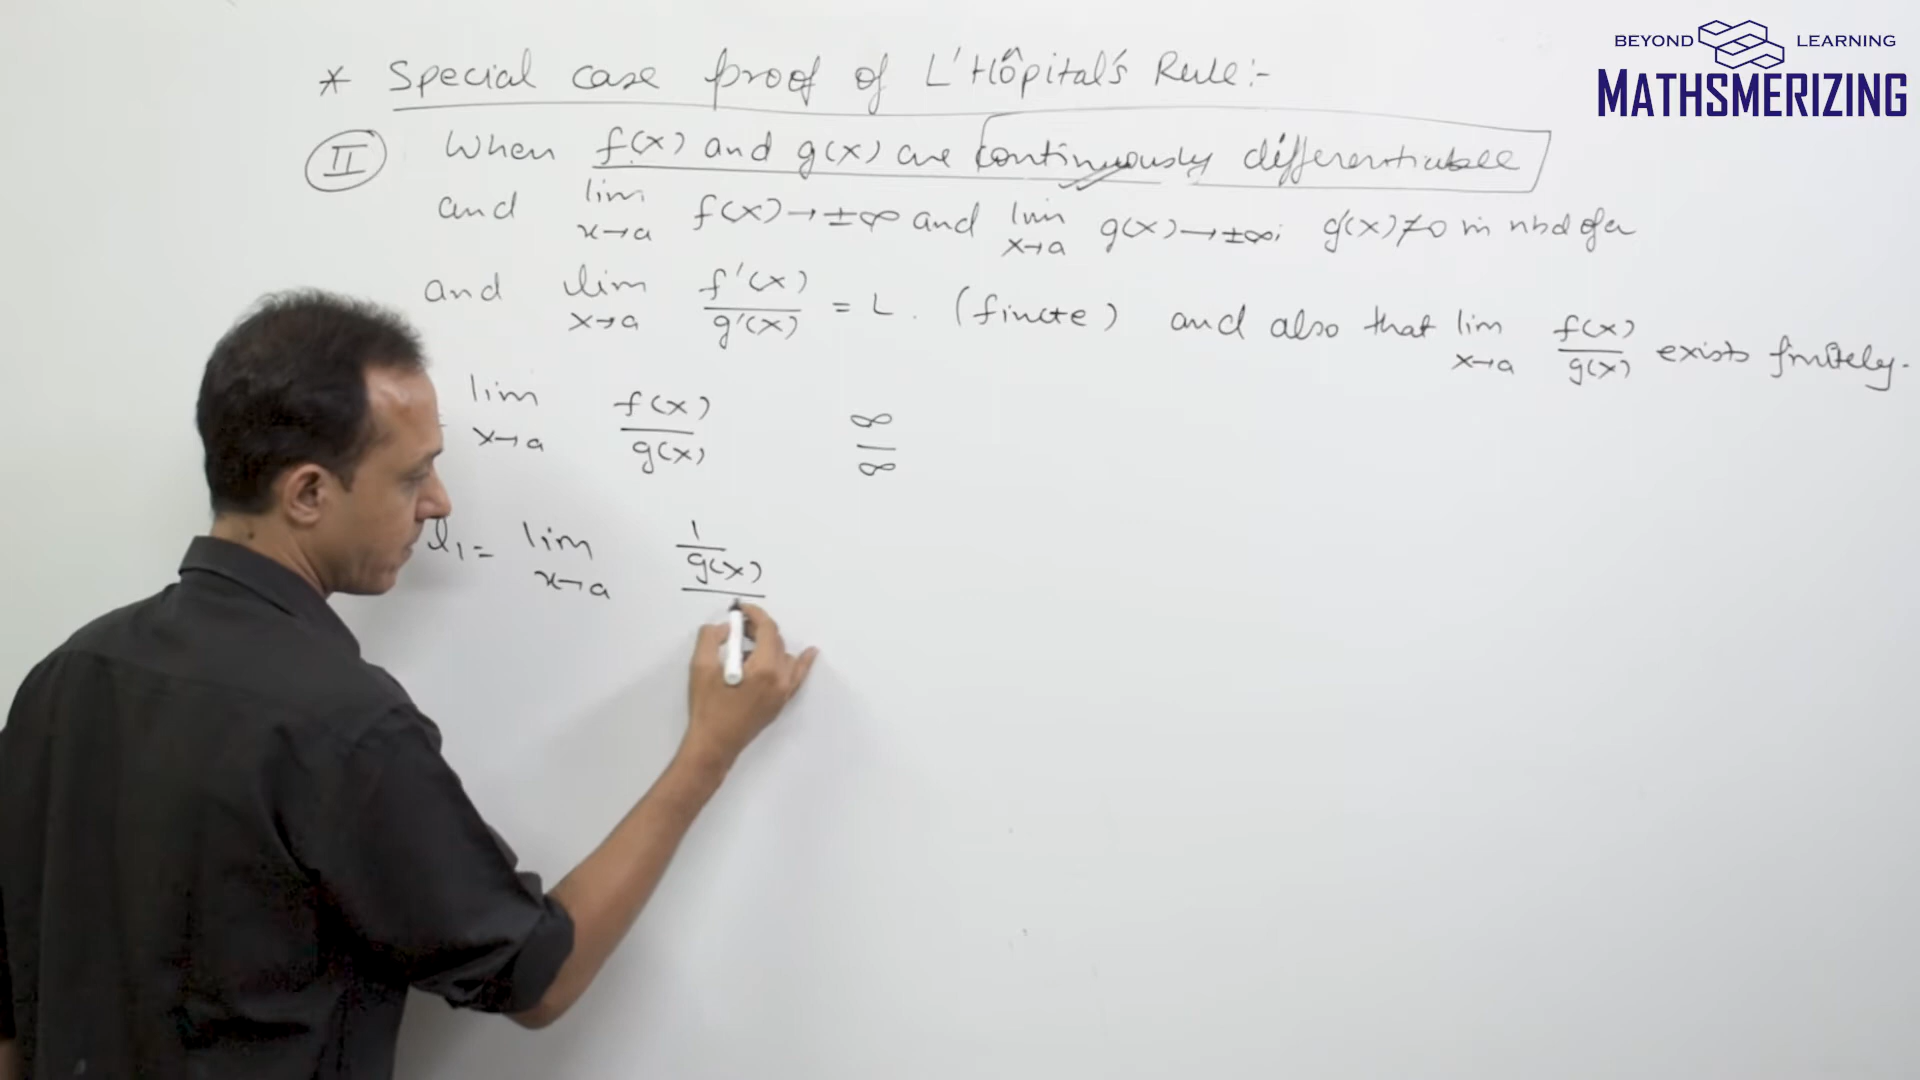 BEYOND LEARNING
MATHSMERIZING
* Special case proof of L'Hôpital's Rule:-
II When f(x) and g(x) are continuously differentiable
and lim x→a f(x)→±∞ and lim x→a g(x)→±∞; g'(x)≠0 in nbd of a
and lim x→a f'(x)/g'(x) = L. (finite) and also that lim x→a f(x)/g(x) exists finitely.
= lim x→a f(x)/g(x) ∞/∞
l₁ = lim x→a 1/g(x)